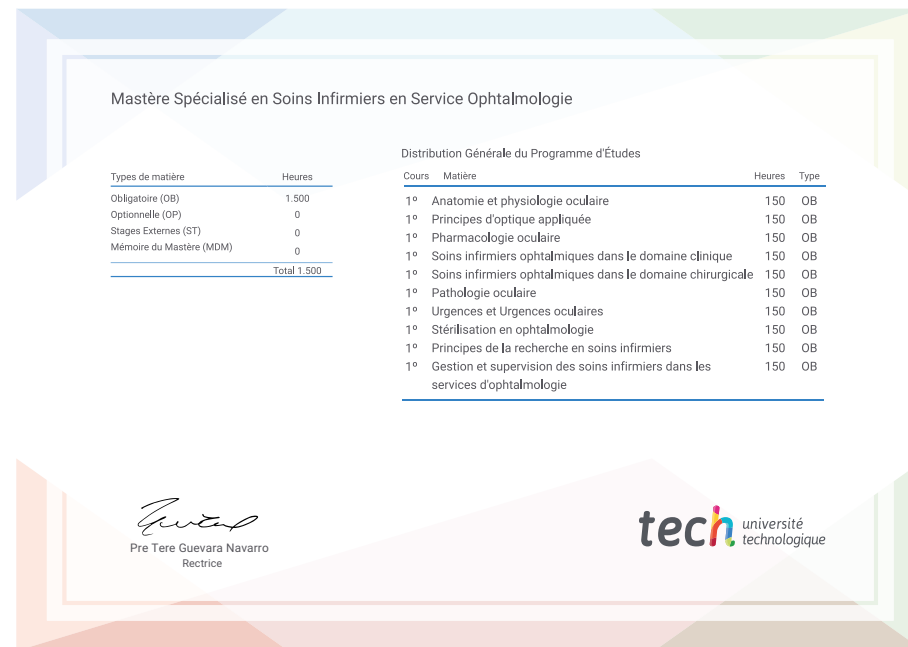 Mastère Spécialisé en Soins Infirmiers en Service Ophtalmologie
Types de matière Heures
Obligatoire (OB) 1.500
Optionnelle (OP) 0
Stages Externes (ST) 0
Mémoire du Mastère (MDM) 0
Total 1.500
Distribution Générale du Programme d'Études
Cours Matière Heures Type
1º Anatomie et physiologie oculaire 150 OB
1º Principes d'optique appliquée 150 OB
1º Pharmacologie oculaire 150 OB
1º Soins infirmiers ophtalmiques dans le domaine clinique 150 OB
1º Soins infirmiers ophtalmiques dans le domaine chirurgicale 150 OB
1º Pathologie oculaire 150 OB
1º Urgences et Urgences oculaires 150 OB
1º Stérilisation en ophtalmologie 150 OB
1º Principes de la recherche en soins infirmiers 150 OB
1º Gestion et supervision des soins infirmiers dans les 150 OB
services d'ophtalmologie
Pre Tere Guevara Navarro
Rectrice
tech université
technologique